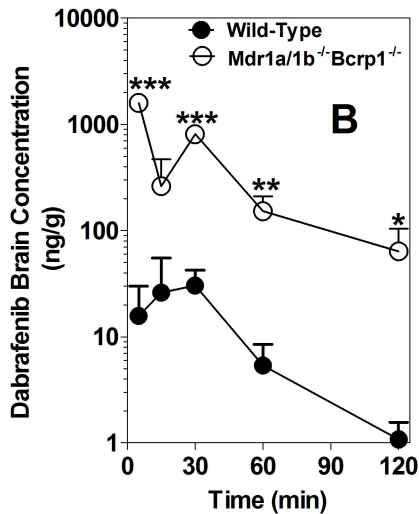 Wild-Type
Mdr1a/1b-/-Bcrp1-/-
B
***
***
**
*
Dabrafenib Brain Concentration
(ng/g)
10000
1000
100
10
1
0 30 60 90 120
Time (min)